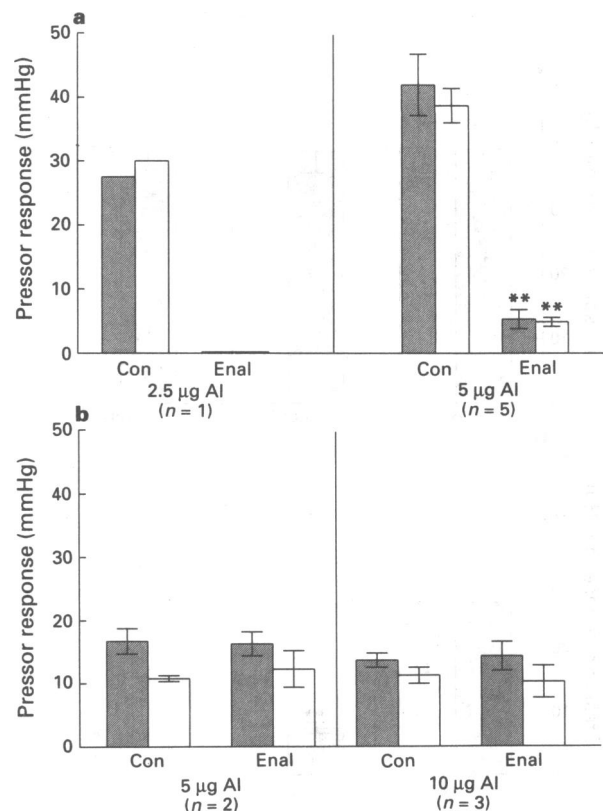 a
50
40
30
20
10
0
Pressor response (mmHg)
** **
Con Enal Con Enal
2.5 µg AI 5 µg AI
(n = 1) (n = 5)
b
50
40
30
20
10
0
Pressor response (mmHg)
Con Enal Con Enal
5 µg AI 10 µg AI
(n = 2) (n = 3)